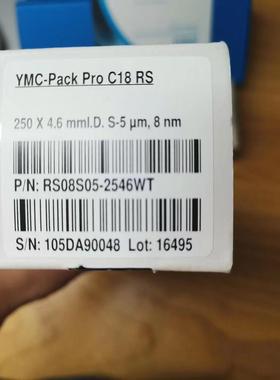 YMC-Pack Pro C18 RS
250 X 4.6 mmI.D. S-5 µm, 8 nm
P/N: RS08S05-2546WT
S/N: 105DA90048 Lot: 16495